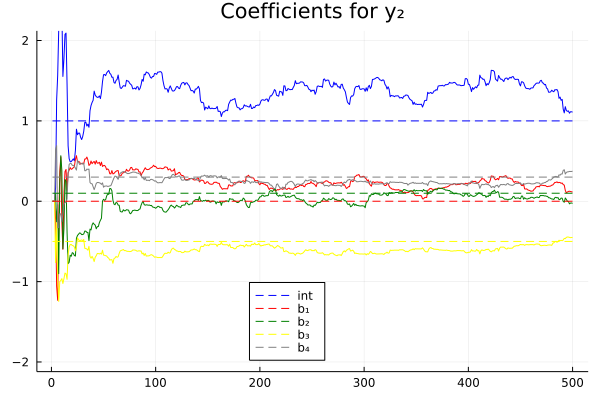 Coefficients for y₂
2
1
0
−1
−2
int
b₁
b₂
b₃
b₄
0 100 200 300 400 500